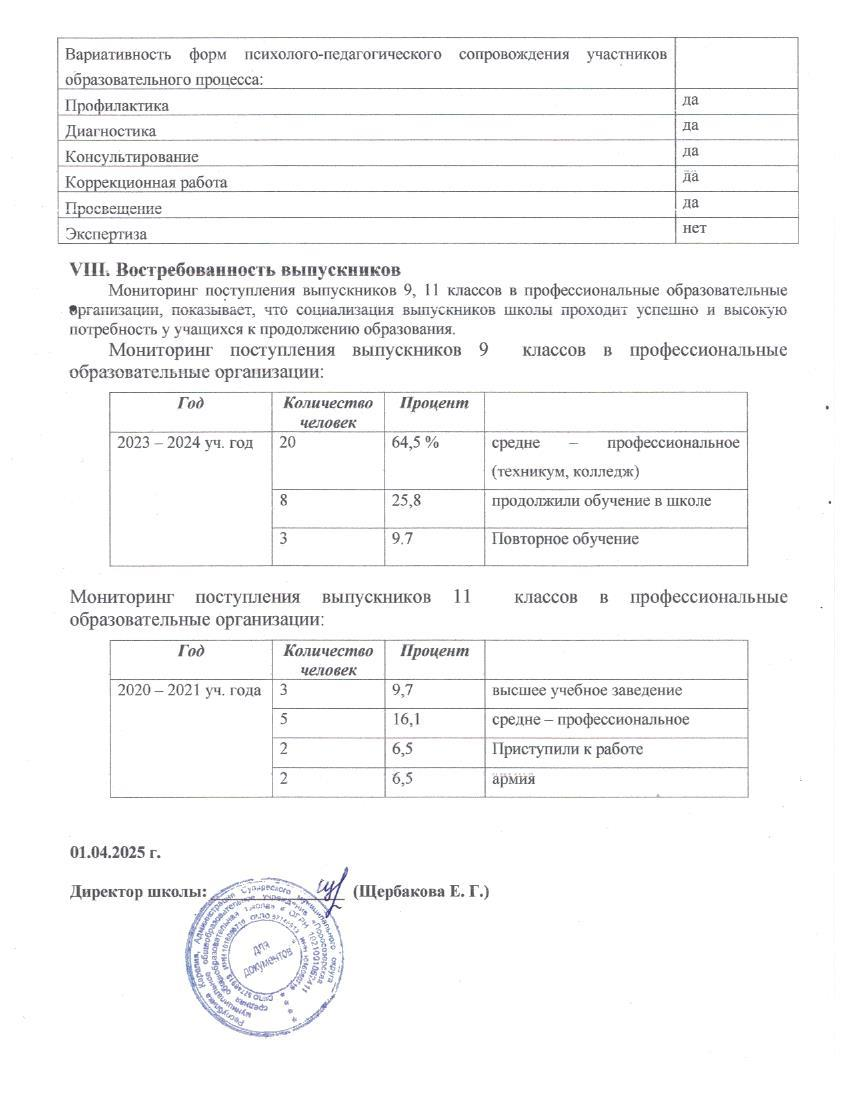 Вариативность форм психолого-педагогического сопровождения участников
образовательного процесса:
Профилактика да
Диагностика да
Консультирование да
Коррекционная работа да
Просвещение да
Экспертиза нет
VIII. Востребованность выпускников
Мониторинг поступления выпускников 9, 11 классов в профессиональные образовательные
организации, показывает, что социализация выпускников школы проходит успешно и высокую
потребность у учащихся к продолжению образования.
Мониторинг поступления выпускников 9 классов в профессиональные
образовательные организации:
Год Количество Процент
человек
2023 – 2024 уч. год 20 64,5 % средне – профессиональное
(техникум, колледж)
8 25,8 продолжили обучение в школе
3 9.7 Повторное обучение
Мониторинг поступления выпускников 11 классов в профессиональные
образовательные организации:
Год Количество Процент
человек
2020 – 2021 уч. года 3 9,7 высшее учебное заведение
5 16,1 средне – профессиональное
2 6,5 Приступили к работе
2 6,5 армия
01.04.2025 г.
Директор школы: (Щербакова Е. Г.)
для
документов